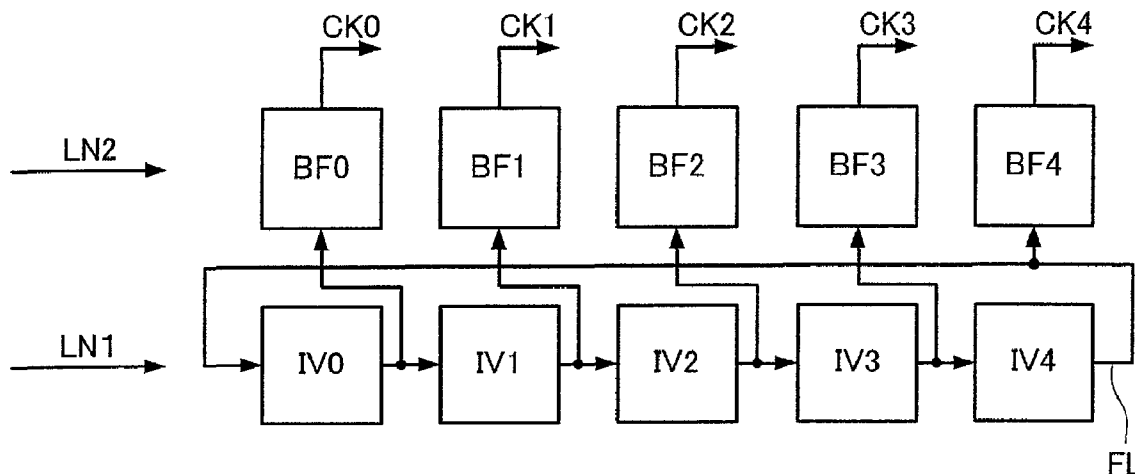 CK0 CK1 CK2 CK3 CK4
LN2 BF0 BF1 BF2 BF3 BF4
LN1 IV0 IV1 IV2 IV3 IV4
FL